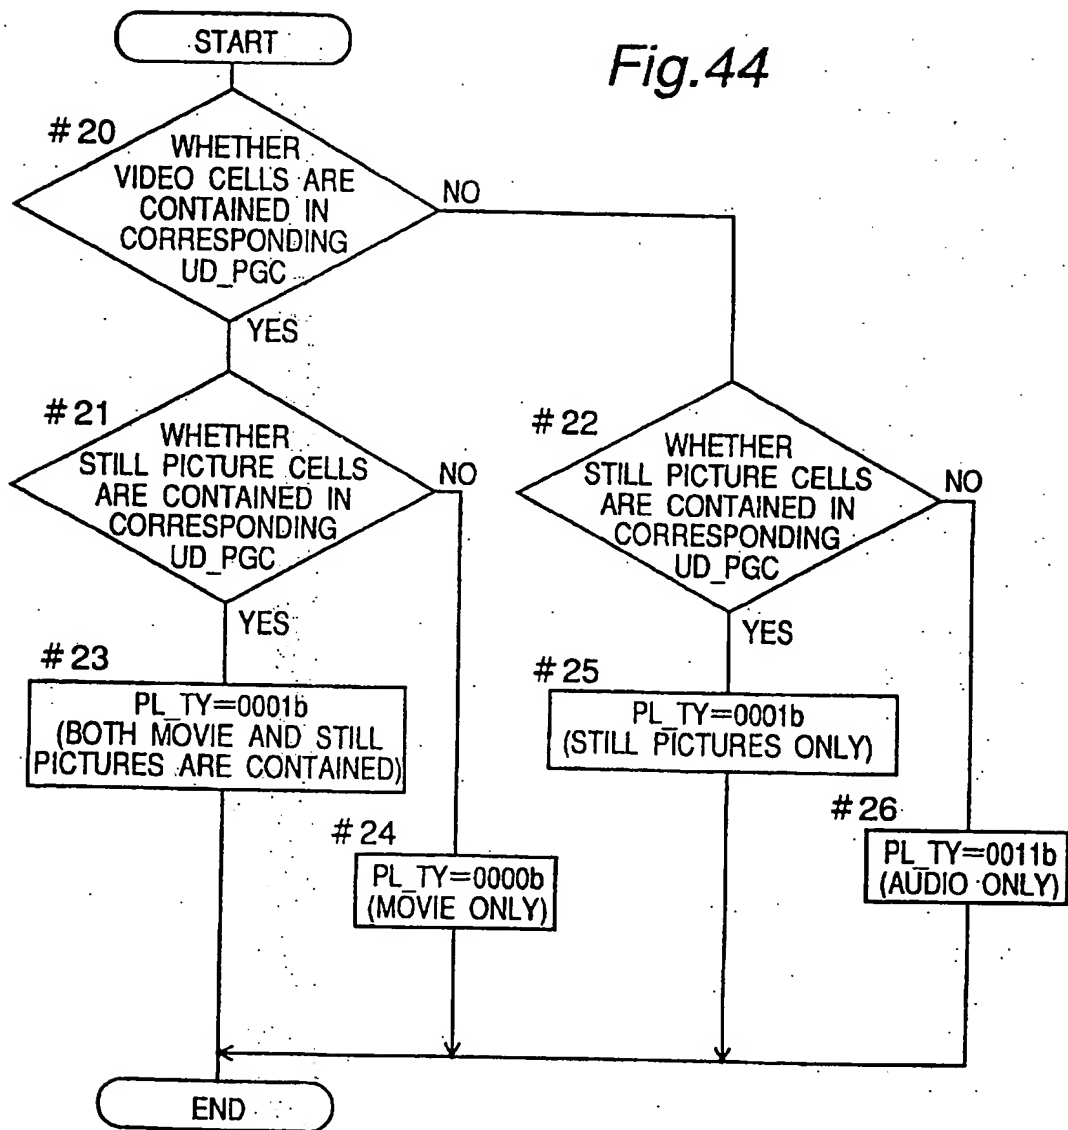 START
Fig.44
#20
WHETHER
VIDEO CELLS ARE
CONTAINED IN
CORRESPONDING
UD_PGC
NO
YES
#21
WHETHER
STILL PICTURE CELLS
ARE CONTAINED IN
CORRESPONDING
UD_PGC
NO
YES
#22
WHETHER
STILL PICTURE CELLS
ARE CONTAINED IN
CORRESPONDING
UD_PGC
NO
YES
#23
PL_TY=0001b
(BOTH MOVIE AND STILL
PICTURES ARE CONTAINED)
#25
PL_TY=0001b
(STILL PICTURES ONLY)
#24
PL_TY=0000b
(MOVIE ONLY)
#26
PL_TY=0011b
(AUDIO ONLY)
END